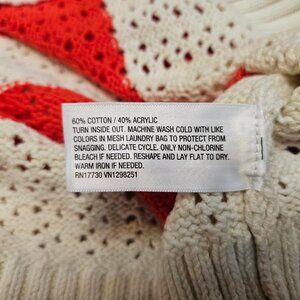 60% COTTON / 40% ACRYLIC
TURN INSIDE OUT. MACHINE WASH COLD WITH LIKE
COLORS IN MESH LAUNDRY BAG TO PROTECT FROM
SNAGGING. DELICATE CYCLE. ONLY NON-CHLORINE
BLEACH IF NEEDED. RESHAPE AND LAY FLAT TO DRY.
WARM IRON IF NEEDED.
RN17730 VN1298251